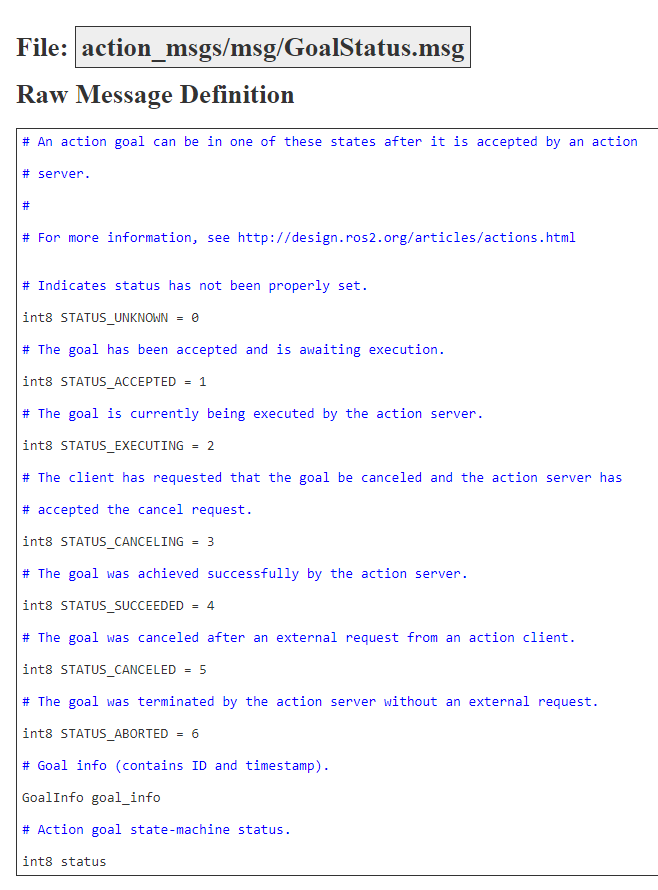 File: action_msgs/msg/GoalStatus.msg
Raw Message Definition
# An action goal can be in one of these states after it is accepted by an action
# server.
#
# For more information, see http://design.ros2.org/articles/actions.html
# Indicates status has not been properly set.
int8 STATUS_UNKNOWN = 0
# The goal has been accepted and is awaiting execution.
int8 STATUS_ACCEPTED = 1
# The goal is currently being executed by the action server.
int8 STATUS_EXECUTING = 2
# The client has requested that the goal be canceled and the action server has
# accepted the cancel request.
int8 STATUS_CANCELING = 3
# The goal was achieved successfully by the action server.
int8 STATUS_SUCCEEDED = 4
# The goal was canceled after an external request from an action client.
int8 STATUS_CANCELED = 5
# The goal was terminated by the action server without an external request.
int8 STATUS_ABORTED = 6
# Goal info (contains ID and timestamp).
GoalInfo goal_info
# Action goal state-machine status.
int8 status